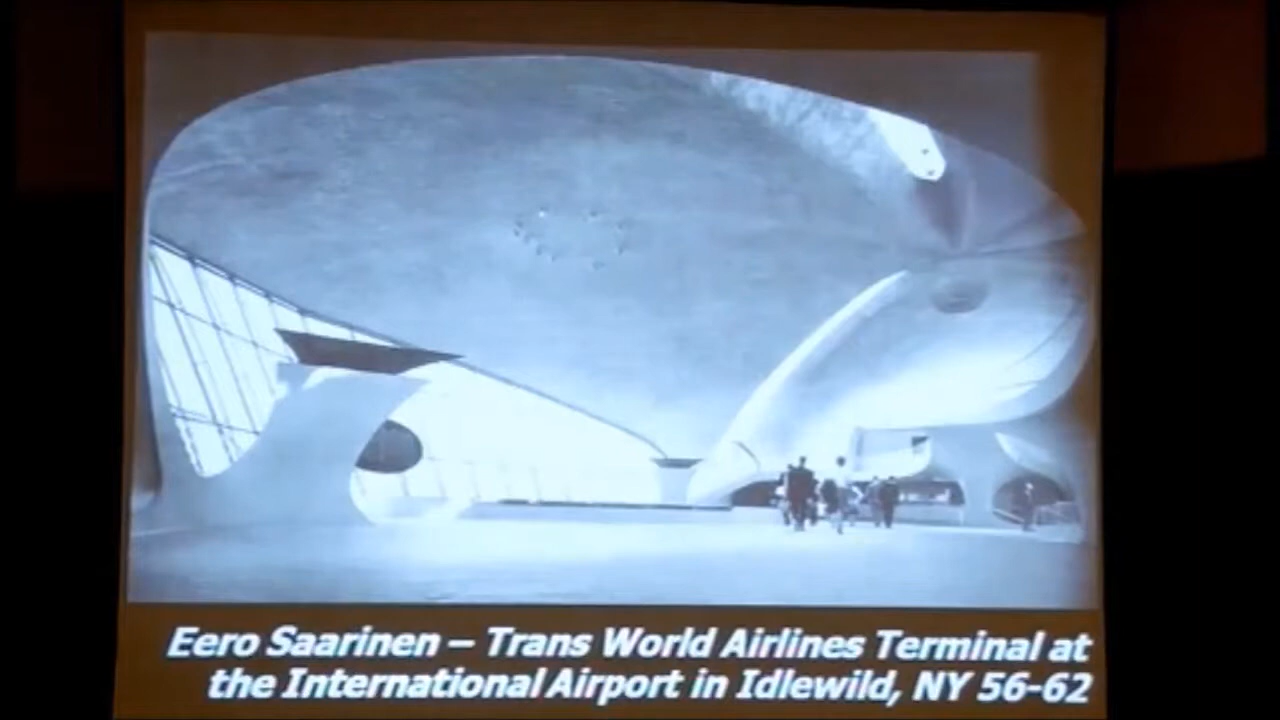 Eero Saarinen – Trans World Airlines Terminal at
the International Airport in Idlewild, NY 56-62